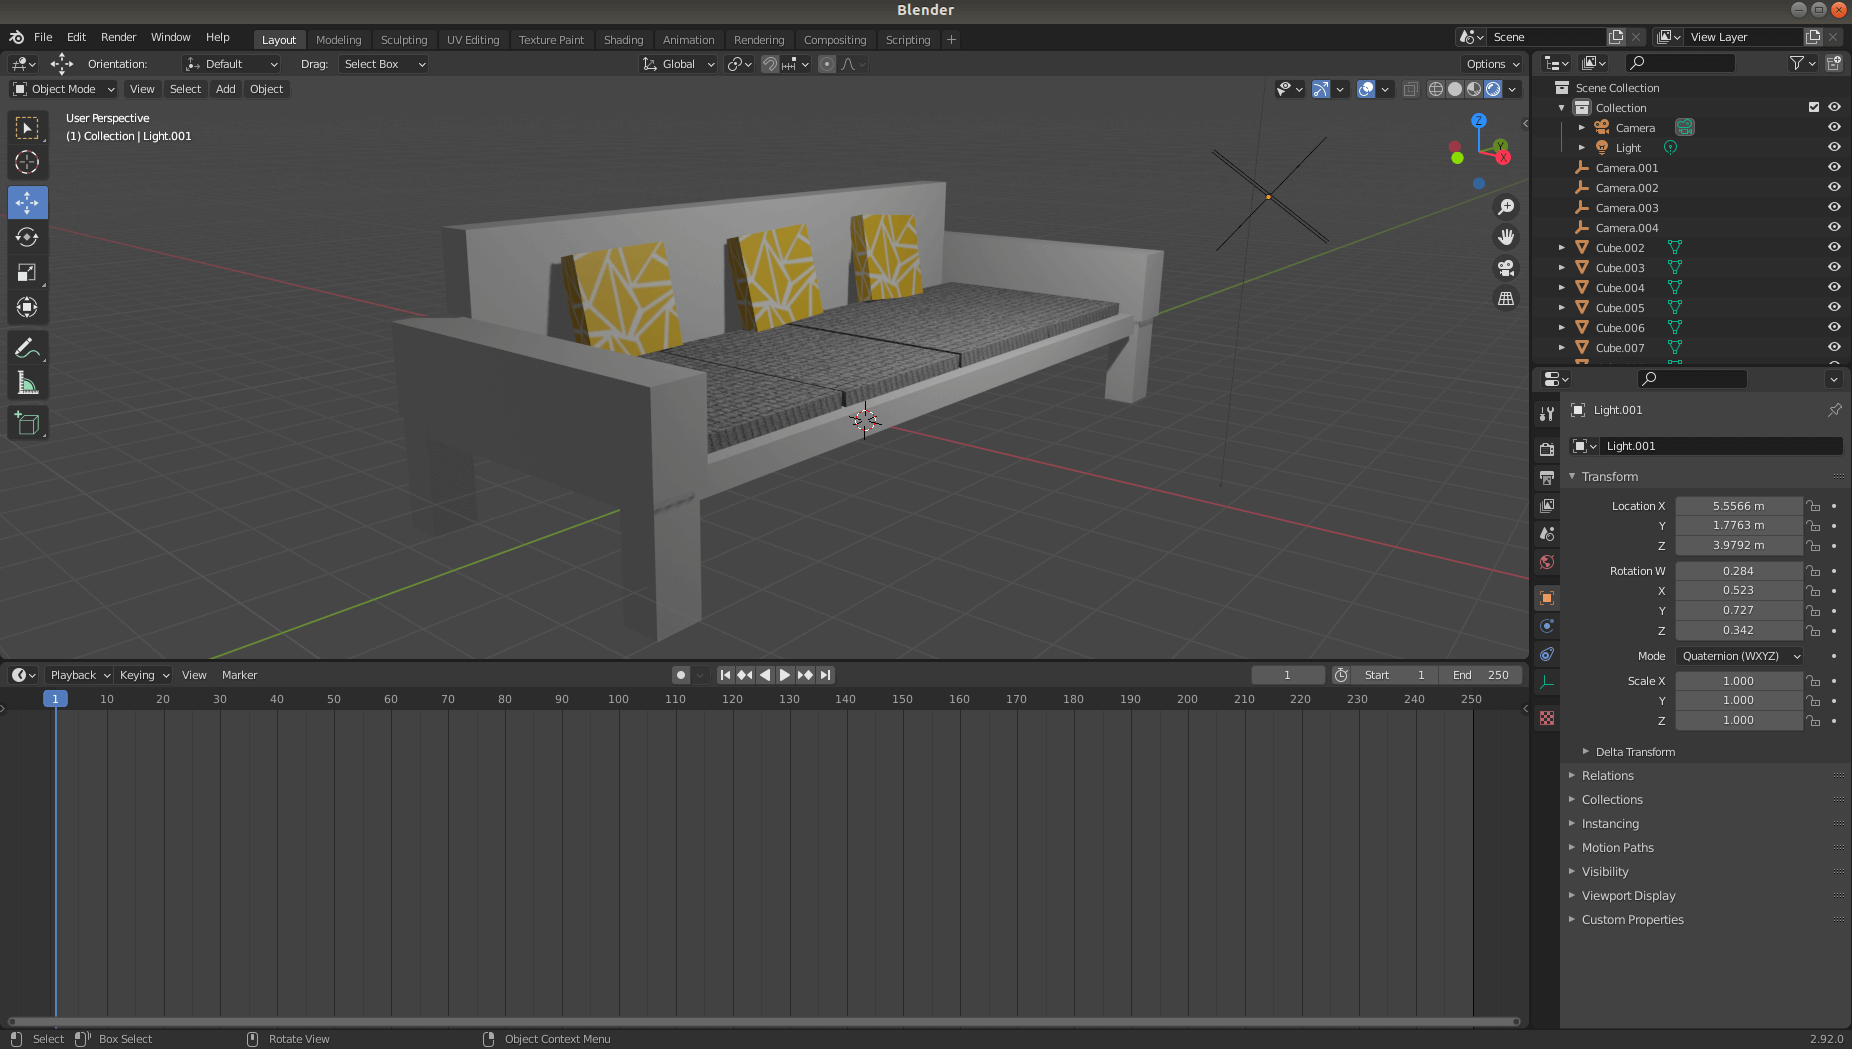 Blender
File Edit Render Window Help Layout Modeling Sculpting UV Editing Texture Paint Shading Animation Rendering Compositing Scripting + Scene View Layer
Orientation: Default Drag: Select Box Global Options
Object Mode View Select Add Object
User Perspective
(1) Collection | Light.001
Z
Y
X
Scene Collection
Collection
Camera
Light
Camera.001
Camera.002
Camera.003
Camera.004
Cube.002
Cube.003
Cube.004
Cube.005
Cube.006
Cube.007
Light.001
Light.001
Transform
Location X 5.5566 m
Y 1.7763 m
Z 3.9792 m
Rotation W 0.284
X 0.523
Y 0.727
Z 0.342
Mode Quaternion (WXYZ)
Scale X 1.000
Y 1.000
Z 1.000
Delta Transform
Relations
Collections
Instancing
Motion Paths
Visibility
Viewport Display
Custom Properties
Playback Keying View Marker 1 Start 1 End 250
1 10 20 30 40 50 60 70 80 90 100 110 120 130 140 150 160 170 180 190 200 210 220 230 240 250
Select Box Select Rotate View Object Context Menu 2.92.0